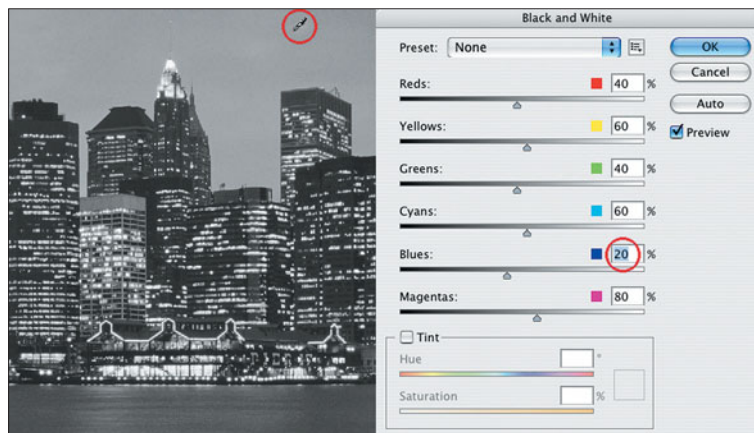 Black and White
Preset: None
OK
Cancel
Auto
Preview
Reds: 40 %
Yellows: 60 %
Greens: 40 %
Cyans: 60 %
Blues: 20 %
Magentas: 80 %
Tint
Hue °
Saturation %